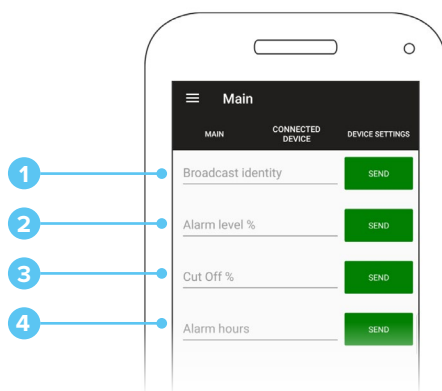 Main
MAIN
CONNECTED
DEVICE
DEVICE SETTINGS
1
Broadcast identity
SEND
2
Alarm level %
SEND
3
Cut Off %
SEND
4
Alarm hours
SEND